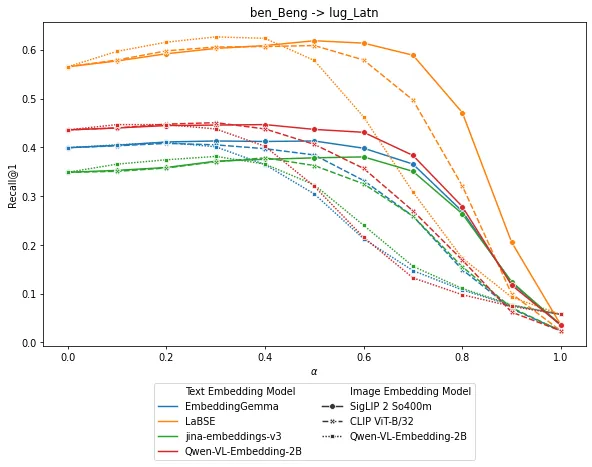 ben_Beng -> lug_Latn
Recall@1
0.6
0.5
0.4
0.3
0.2
0.1
0.0
0.0 0.2 0.4 0.6 0.8 1.0
α
Text Embedding Model
EmbeddingGemma
LaBSE
jina-embeddings-v3
Qwen-VL-Embedding-2B
Image Embedding Model
SigLIP 2 So400m
CLIP ViT-B/32
Qwen-VL-Embedding-2B